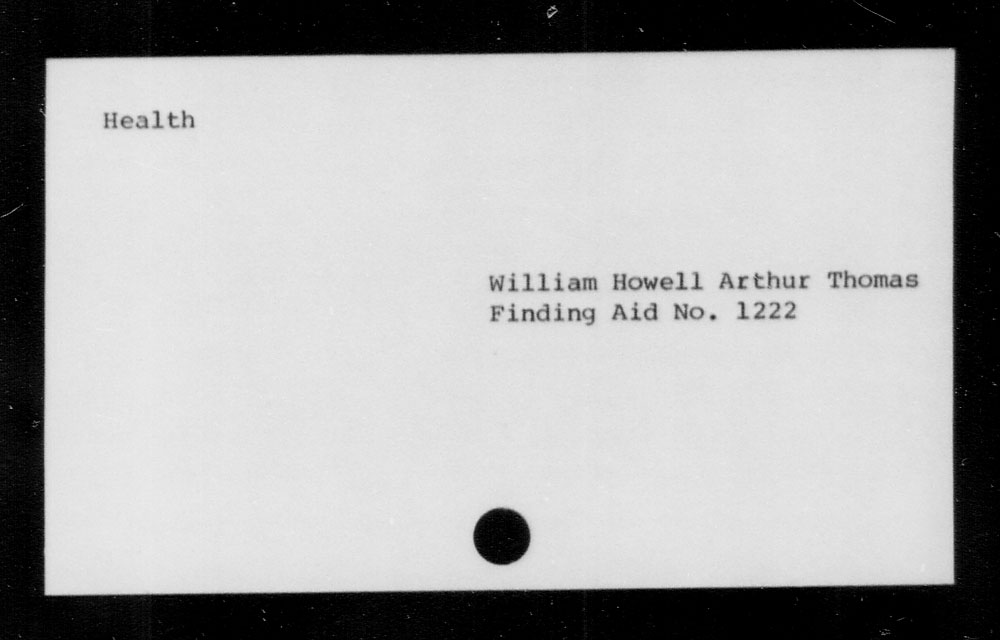 Health
William Howell Arthur Thomas
Finding Aid No. 1222